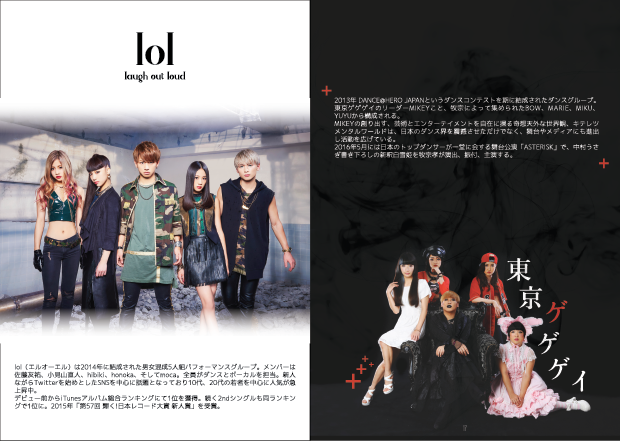 lol
laugh out loud
lol（エルオーエル）は2014年に結成された男女混成5人組パフォーマンスグループ。メンバーは
佐藤友祐、小見山直人、hibiki、honoka、そしてmoca。全員がダンスとボーカルを担当。新人
ながらTwitterを始めとしたSNSを中心に話題となっており10代、20代の若者を中心に人気が急
上昇中。
デビュー前からiTunesアルバム総合ランキングにて1位を獲得。続く2ndシングルも同ランキン
グで1位に。2015年「第57回 輝く!日本レコード大賞 新人賞」を受賞。
2013年 DANCE@HERO JAPANというダンスコンテストを期に結成されたダンスグループ。
東京ゲゲゲイのリーダーMIKEYこと、牧宗によって集められたBOW、MARIE、MIKU、
YUYUから構成される。
MIKEYの創り出す、芸術とエンターテイメントを自在に操る奇想天外な世界観、キテレツ
メンタルワールドは、日本のダンス界を震撼させただけでなく、舞台やメディアにも進出
し活動を広げている。
2016年5月には日本のトップダンサーが一堂に会する舞台公演「ASTERISK」で、中村うさ
ぎ書き下ろしの新釈白雪姫を牧宗孝が演出、振付、主演する。
東京ゲゲゲイ